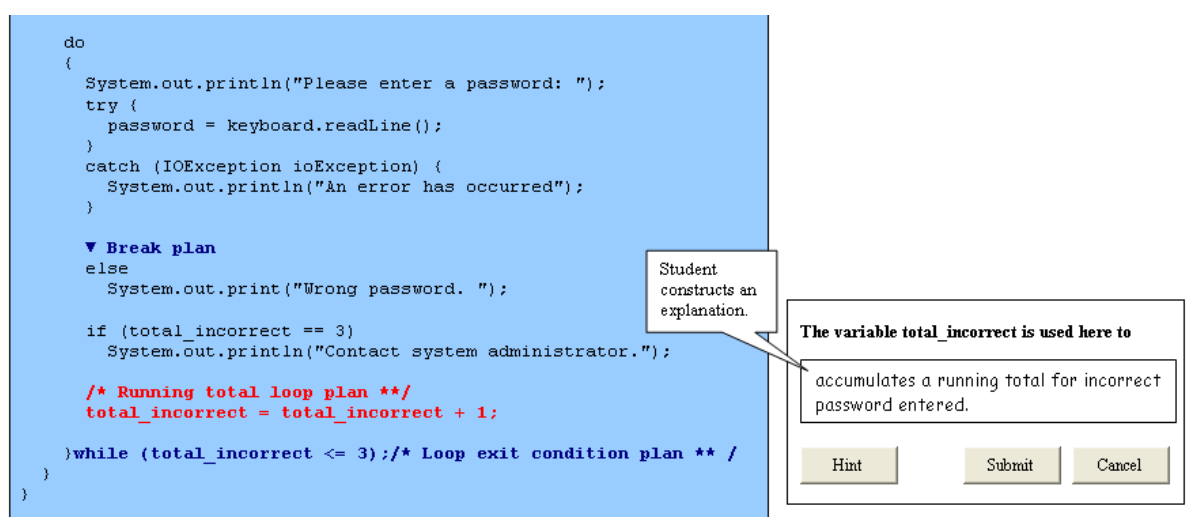 do
{
System.out.println("Please enter a password: ");
try {
password = keyboard.readLine();
}
catch (IOException ioException) {
System.out.println("An error has occurred");
}
▼ Break plan
else
System.out.print("Wrong password. ");
if (total_incorrect == 3)
System.out.println("Contact system administrator.");
/* Running total loop plan **/
total_incorrect = total_incorrect + 1;
}while (total_incorrect <= 3);/* Loop exit condition plan ** /
}
}
Student
constructs an
explanation.
The variable total_incorrect is used here to
accumulates a running total for incorrect
password entered.
Hint Submit Cancel